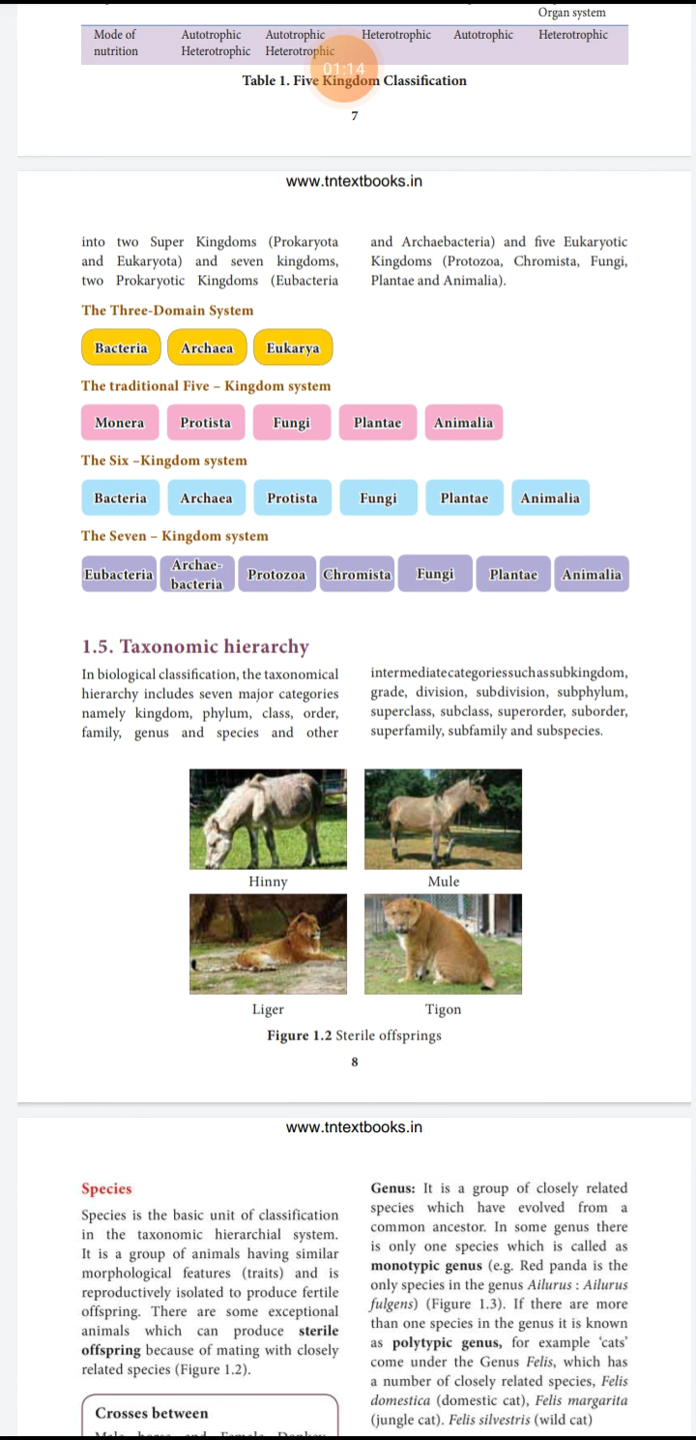 Organ system
Mode of nutrition
Autotrophic Heterotrophic
Autotrophic Heterotrophic
Heterotrophic
Autotrophic
Heterotrophic
01:14
Table 1. Five Kingdom Classification
7
www.tntextbooks.in
into two Super Kingdoms (Prokaryota
and Eukaryota) and seven kingdoms,
two Prokaryotic Kingdoms (Eubacteria
and Archaebacteria) and five Eukaryotic
Kingdoms (Protozoa, Chromista, Fungi,
Plantae and Animalia).
The Three-Domain System
Bacteria Archaea Eukarya
The traditional Five – Kingdom system
Monera Protista Fungi Plantae Animalia
The Six –Kingdom system
Bacteria Archaea Protista Fungi Plantae Animalia
The Seven – Kingdom system
Eubacteria Archae-bacteria Protozoa Chromista Fungi Plantae Animalia
1.5. Taxonomic hierarchy
In biological classification, the taxonomical
hierarchy includes seven major categories
namely kingdom, phylum, class, order,
family, genus and species and other
intermediatecategoriessuchassubkingdom,
grade, division, subdivision, subphylum,
superclass, subclass, superorder, suborder,
superfamily, subfamily and subspecies.
Hinny
Mule
Liger
Tigon
Figure 1.2 Sterile offsprings
8
www.tntextbooks.in
Species
Species is the basic unit of classification
in the taxonomic hierarchial system.
It is a group of animals having similar
morphological features (traits) and is
reproductively isolated to produce fertile
offspring. There are some exceptional
animals which can produce sterile
offspring because of mating with closely
related species (Figure 1.2).
Crosses between
Male horse and Female Donkey
Genus: It is a group of closely related
species which have evolved from a
common ancestor. In some genus there
is only one species which is called as
monotypic genus (e.g. Red panda is the
only species in the genus Ailurus : Ailurus
fulgens) (Figure 1.3). If there are more
than one species in the genus it is known
as polytypic genus, for example ‘cats’
come under the Genus Felis, which has
a number of closely related species, Felis
domestica (domestic cat), Felis margarita
(jungle cat). Felis silvestris (wild cat)